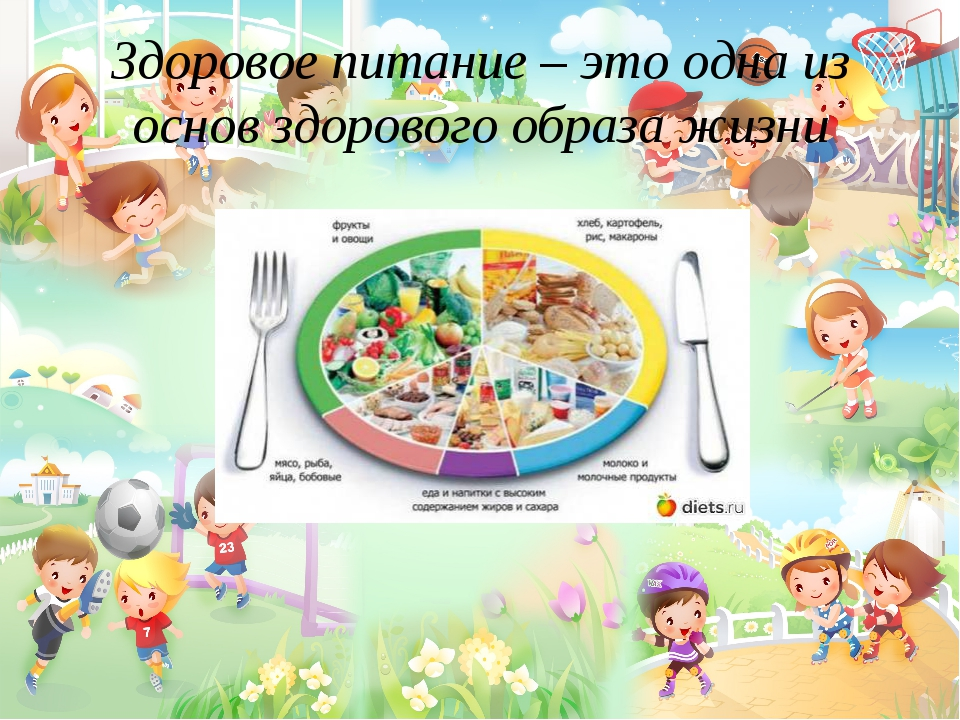 Здоровое питание – это одна из
основ здорового образа жизни
фрукты
и овощи
хлеб, картофель,
рис, макароны
мясо, рыба,
яйца, бобовые
молоко и
молочные продукты
еда и напитки с высоким
содержанием жиров и сахара
diets.ru
23
7